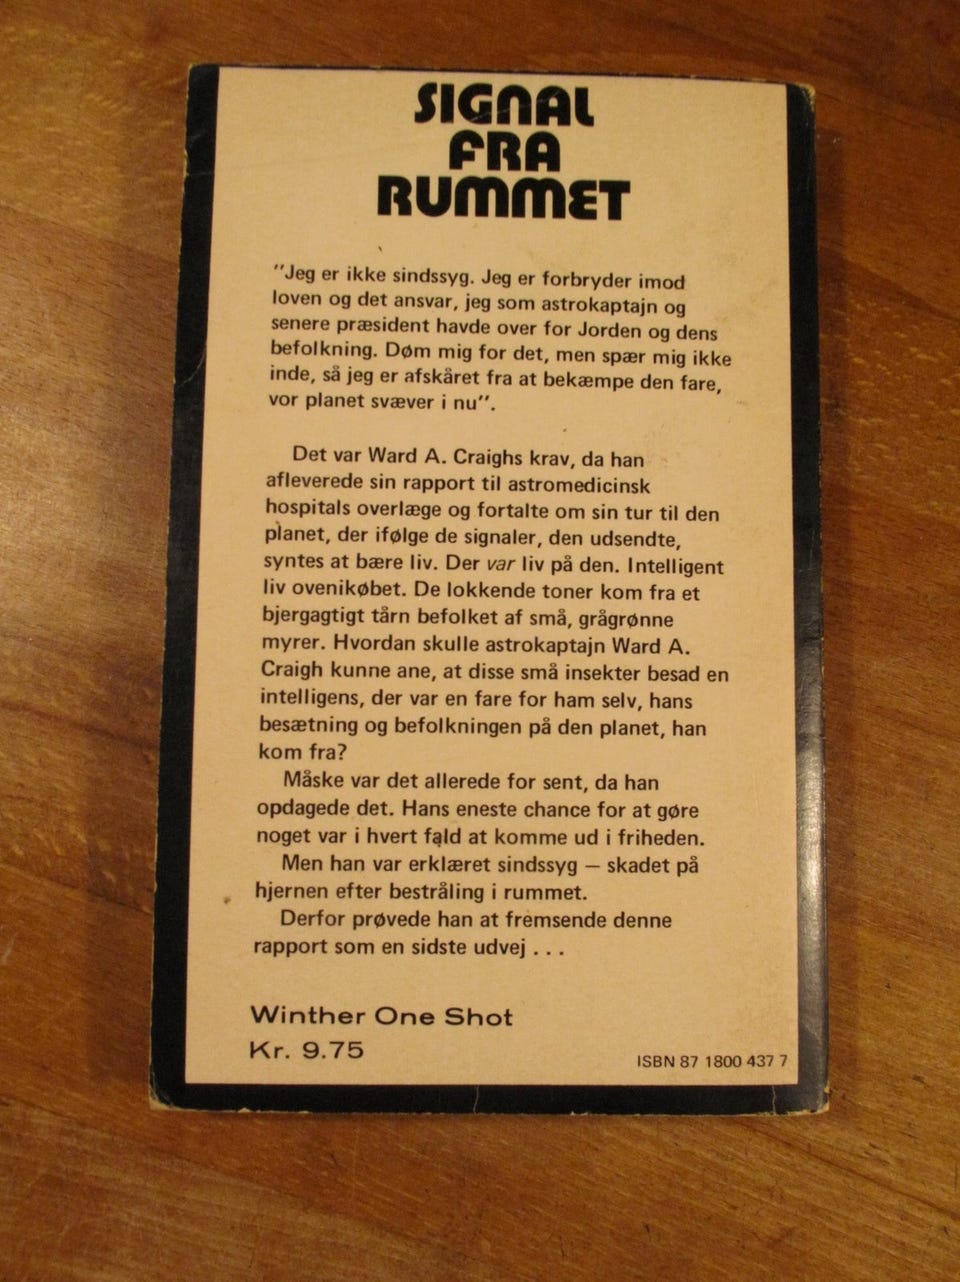 SIGNAL
FRA
RUMMET
"Jeg er ikke sindssyg. Jeg er forbryder imod
loven og det ansvar, jeg som astrokaptajn og
senere præsident havde over for Jorden og dens
befolkning. Døm mig for det, men spær mig ikke
inde, så jeg er afskåret fra at bekæmpe den fare,
vor planet svæver i nu".
Det var Ward A. Craighs krav, da han
afleverede sin rapport til astromedicinsk
hospitals overlæge og fortalte om sin tur til den
planet, der ifølge de signaler, den udsendte,
syntes at bære liv. Der var liv på den. Intelligent
liv ovenikøbet. De lokkende toner kom fra et
bjergagtigt tårn befolket af små, grågrønne
myrer. Hvordan skulle astrokaptajn Ward A.
Craigh kunne ane, at disse små insekter besad en
intelligens, der var en fare for ham selv, hans
besætning og befolkningen på den planet, han
kom fra?
Måske var det allerede for sent, da han
opdagede det. Hans eneste chance for at gøre
noget var i hvert fald at komme ud i friheden.
Men han var erklæret sindssyg – skadet på
hjernen efter bestråling i rummet.
Derfor prøvede han at fremsende denne
rapport som en sidste udvej . . .
Winther One Shot
Kr. 9.75
ISBN 87 1800 437 7